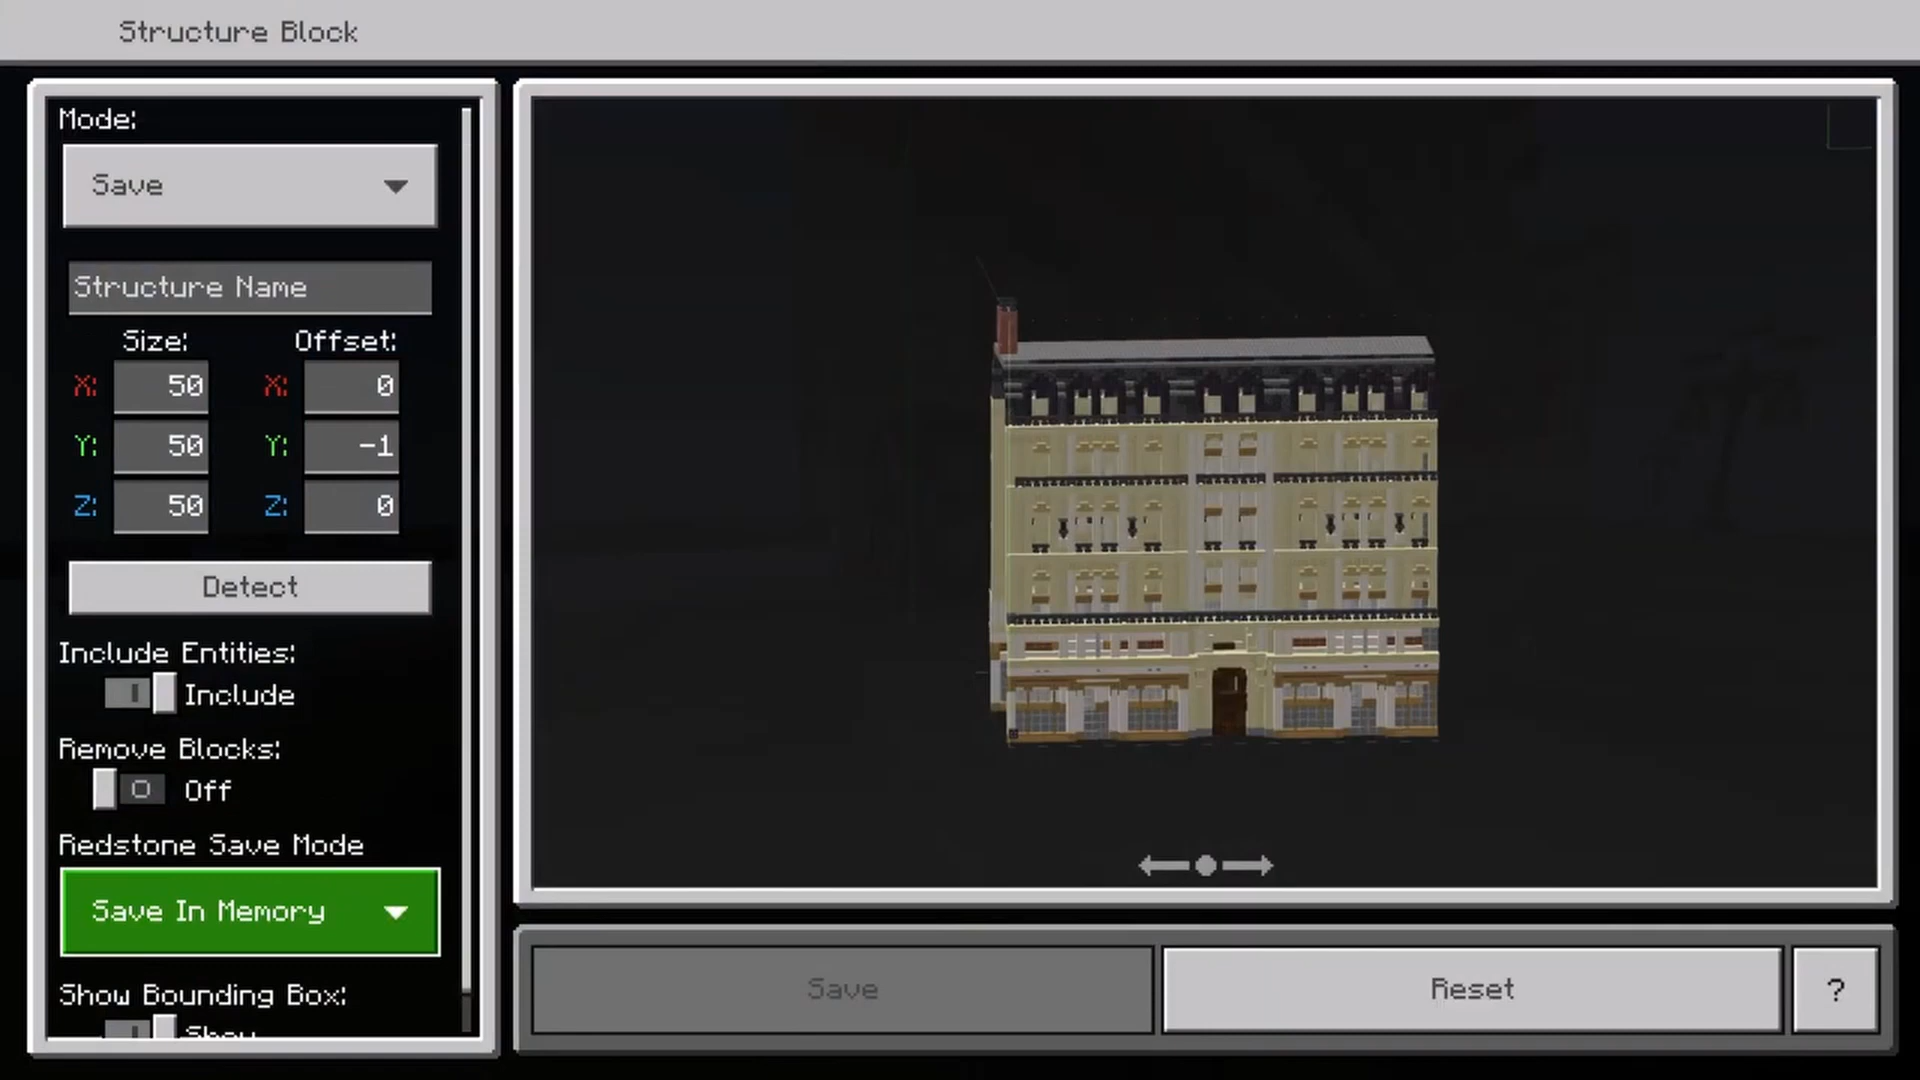 Structure Block
Mode:
Save
Structure Name
Size: Offset:
X: 50 X: 0
Y: 50 Y: -1
Z: 50 Z: 0
Detect
Include Entities:
Include
Remove Blocks:
Off
Redstone Save Mode
Save In Memory
Show Bounding Box:
Show
Save Reset ?